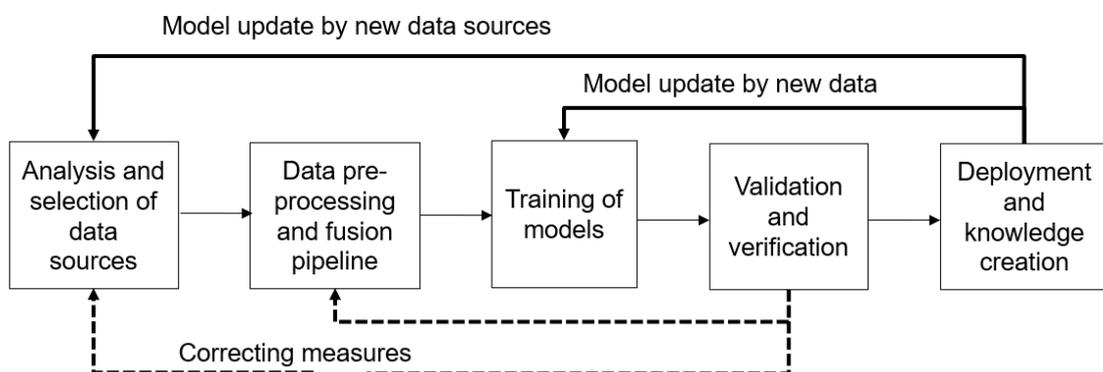 Model update by new data sources
Model update by new data
Analysis and
selection of
data
sources
Data pre-
processing
and fusion
pipeline
Training of
models
Validation
and
verification
Deployment
and
knowledge
creation
Correcting measures